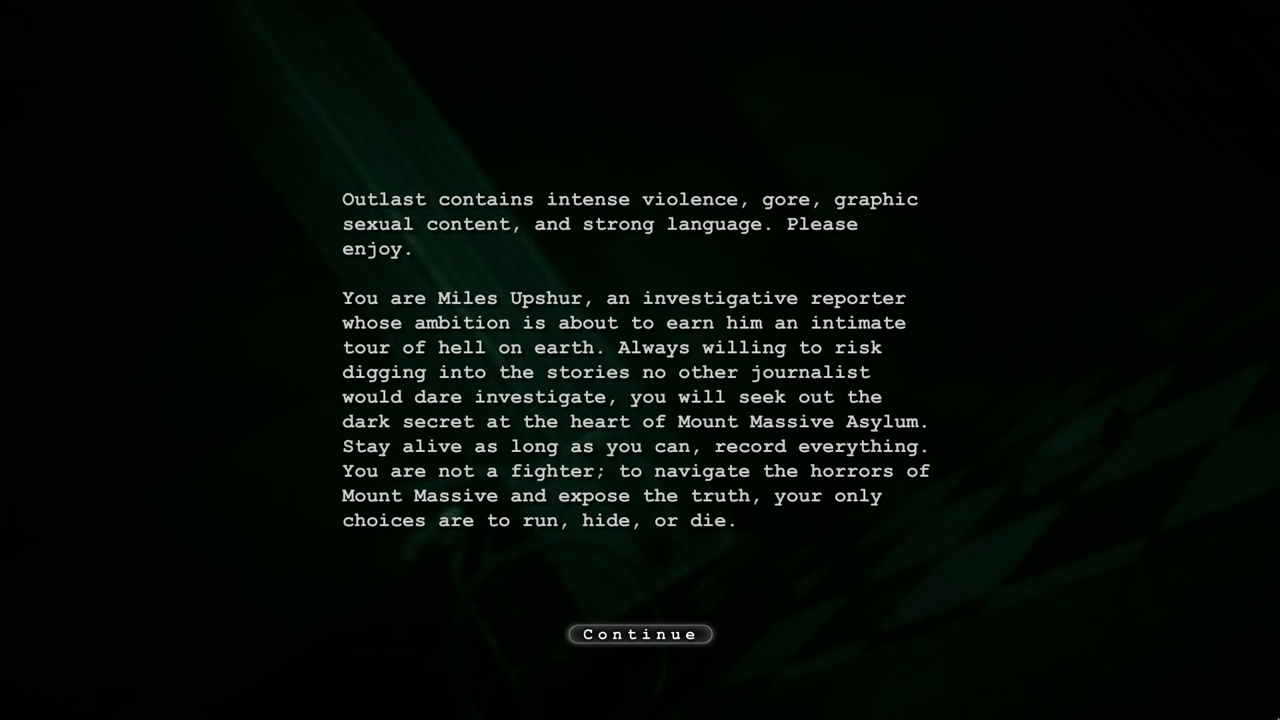 Outlast contains intense violence, gore, graphic
sexual content, and strong language. Please
enjoy.
You are Miles Upshur, an investigative reporter
whose ambition is about to earn him an intimate
tour of hell on earth. Always willing to risk
digging into the stories no other journalist
would dare investigate, you will seek out the
dark secret at the heart of Mount Massive Asylum.
Stay alive as long as you can, record everything.
You are not a fighter; to navigate the horrors of
Mount Massive and expose the truth, your only
choices are to run, hide, or die.
Continue